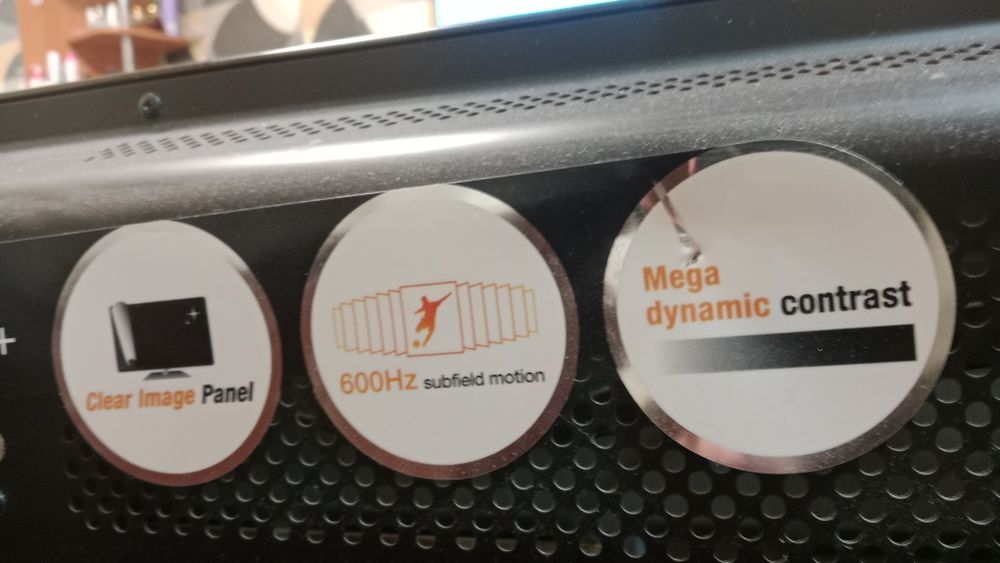 +
Clear Image Panel
600Hz subfield motion
Mega
dynamic contrast